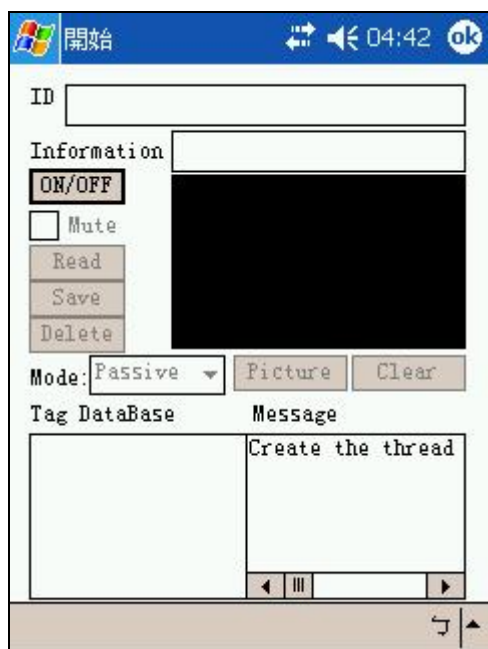 開始 04:42 ok
ID
Information
ON/OFF
Mute
Read
Save
Delete
Mode: Passive Picture Clear
Tag DataBase Message
Create the thread
ㄅ